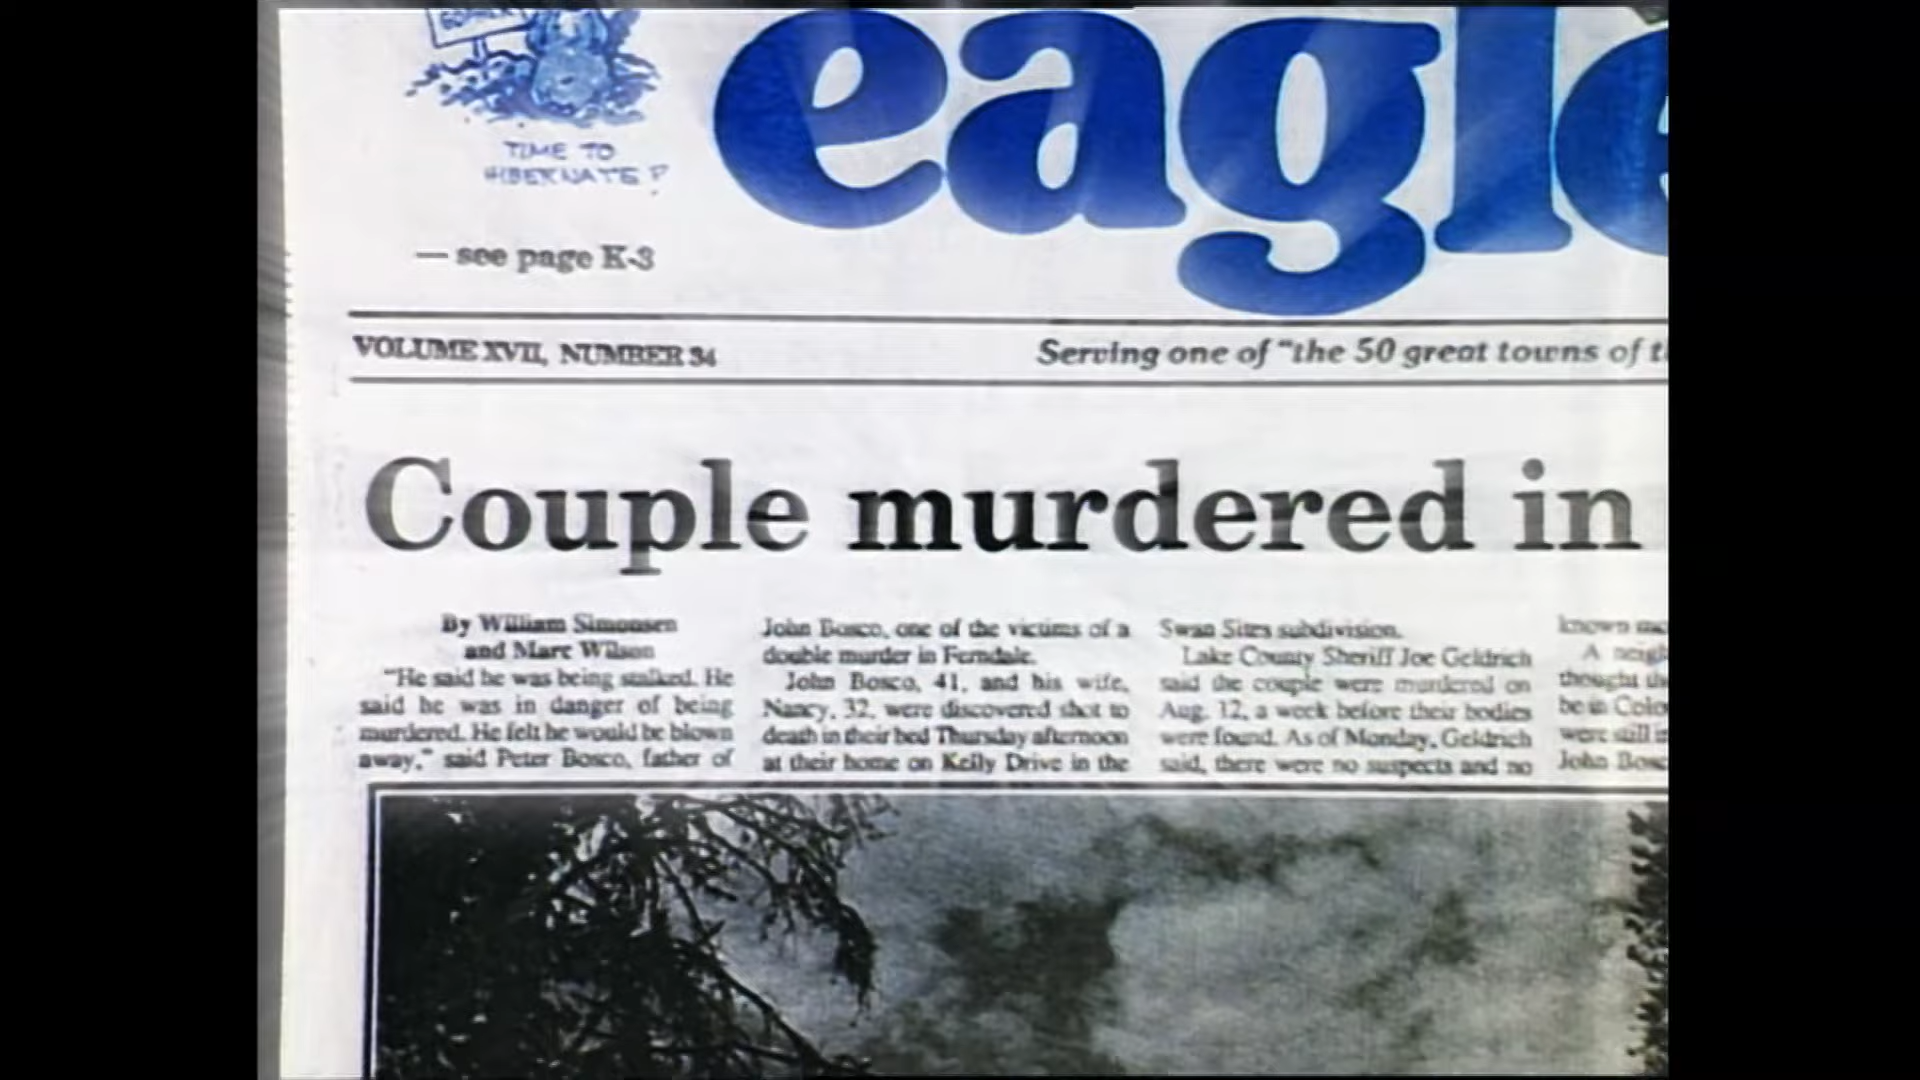 TIME TO
HIBERNATE?
— see page K-3
eagle
VOLUME XVII, NUMBER 34
Serving one of "the 50 great towns of t
Couple murdered in
By William Simonsen
and Marc Wilson
"He said he was being stalked. He
said he was in danger of being
murdered. He felt he would be blown
away," said Peter Bosco, father of
John Bosco, one of the victims of a
double murder in Ferndale.
John Bosco, 41, and his wife,
Nancy, 32, were discovered shot to
death in their bed Thursday afternoon
at their home on Kelly Drive in the
Swan Sites subdivision.
Lake County Sheriff Joe Geldrich
said the couple were murdered on
Aug. 12, a week before their bodies
were found. As of Monday, Geldrich
said, there were no suspects and no
known
A neigh
thought
be in Colo
were still
John Bosc